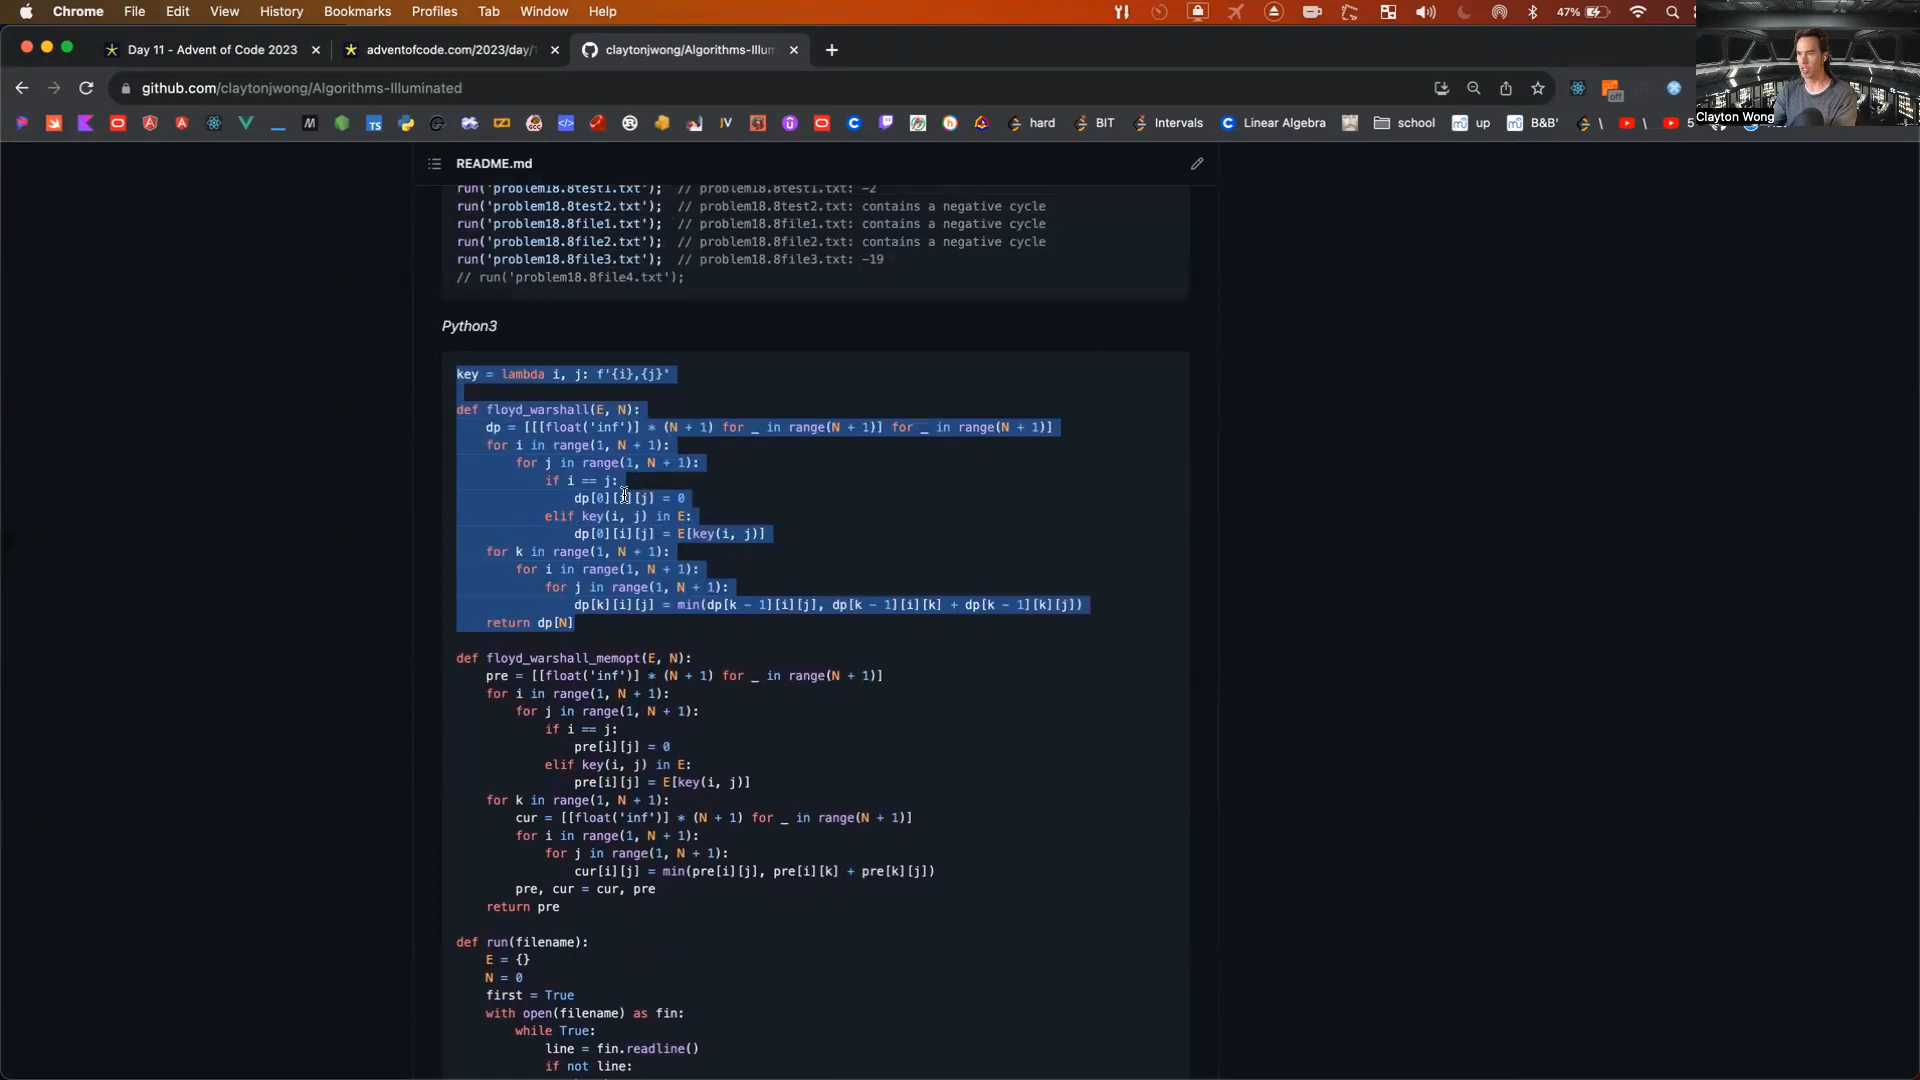 Chrome File Edit View History Bookmarks Profiles Tab Window Help 47%
Day 11 - Advent of Code 2023
adventofcode.com/2023/day/
claytonjwong/Algorithms-Illum
github.com/claytonjwong/Algorithms-Illuminated
off
Clayton Wong
IV hard BIT Intervals Linear Algebra school up B&B'
README.md
run('problem18.8test1.txt'); // problem18.8test1.txt: -2
run('problem18.8test2.txt'); // problem18.8test2.txt: contains a negative cycle
run('problem18.8file1.txt'); // problem18.8file1.txt: contains a negative cycle
run('problem18.8file2.txt'); // problem18.8file2.txt: contains a negative cycle
run('problem18.8file3.txt'); // problem18.8file3.txt: -19
// run('problem18.8file4.txt');
Python3
key = lambda i, j: f'{i},{j}'
def floyd_warshall(E, N):
dp = [[[float('inf')] * (N + 1) for _ in range(N + 1)] for _ in range(N + 1)]
for i in range(1, N + 1):
for j in range(1, N + 1):
if i == j:
dp[0][i][j] = 0
elif key(i, j) in E:
dp[0][i][j] = E[key(i, j)]
for k in range(1, N + 1):
for i in range(1, N + 1):
for j in range(1, N + 1):
dp[k][i][j] = min(dp[k - 1][i][j], dp[k - 1][i][k] + dp[k - 1][k][j])
return dp[N]
def floyd_warshall_memopt(E, N):
pre = [[float('inf')] * (N + 1) for _ in range(N + 1)]
for i in range(1, N + 1):
for j in range(1, N + 1):
if i == j:
pre[i][j] = 0
elif key(i, j) in E:
pre[i][j] = E[key(i, j)]
for k in range(1, N + 1):
cur = [[float('inf')] * (N + 1) for _ in range(N + 1)]
for i in range(1, N + 1):
for j in range(1, N + 1):
cur[i][j] = min(pre[i][j], pre[i][k] + pre[k][j])
pre, cur = cur, pre
return pre
def run(filename):
E = {}
N = 0
first = True
with open(filename) as fin:
while True:
line = fin.readline()
if not line: